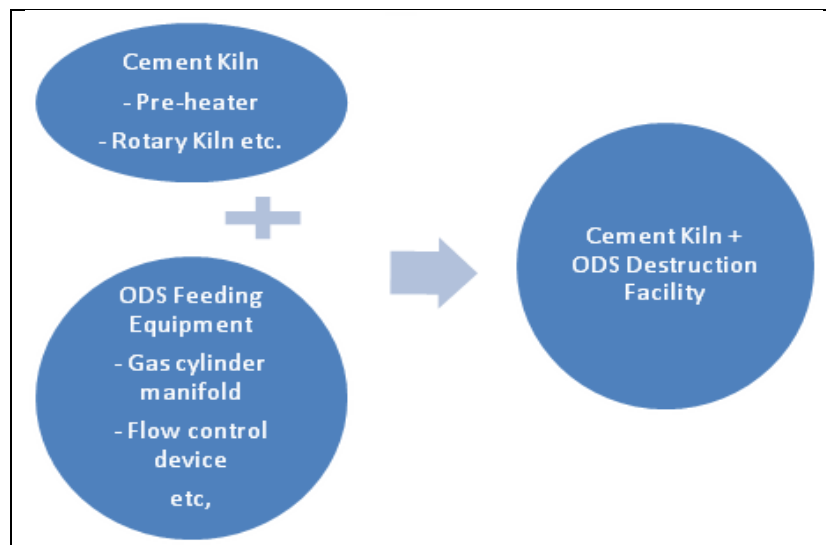 Cement Kiln
- Pre-heater
- Rotary Kiln etc.
ODS Feeding
Equipment
- Gas cylinder
manifold
- Flow control
device
etc,
Cement Kiln +
ODS Destruction
Facility